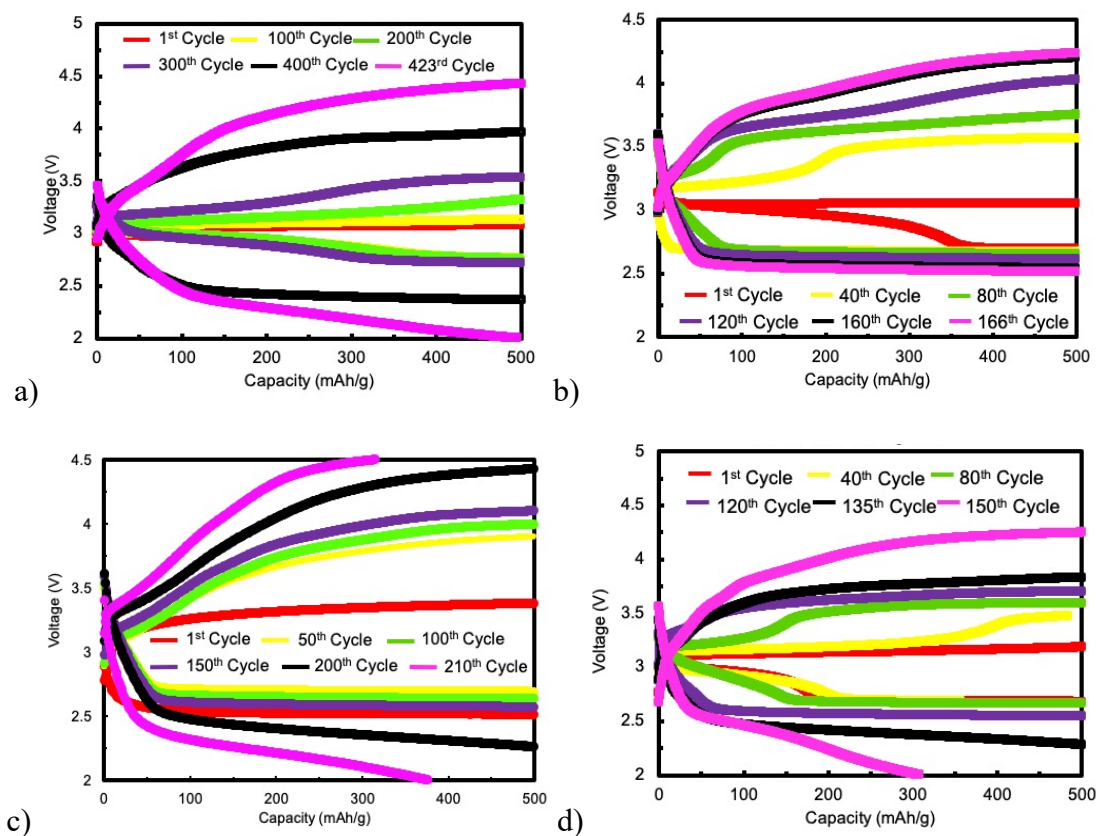 5
1st Cycle 100th Cycle 200th Cycle
300th Cycle 400th Cycle 423rd Cycle
4.5
4
3.5
3
2.5
2
Voltage (V)
0 100 200 300 400 500
Capacity (mAh/g)
a)
4.5
4
3.5
3
2.5
2
Voltage (V)
1st Cycle 40th Cycle 80th Cycle
120th Cycle 160th Cycle 166th Cycle
0 100 200 300 400 500
Capacity (mAh/g)
b)
4.5
4
3.5
3
2.5
2
Voltage (V)
1st Cycle 50th Cycle 100th Cycle
150th Cycle 200th Cycle 210th Cycle
0 100 200 300 400 500
Capacity (mAh/g)
c)
5
1st Cycle 40th Cycle 80th Cycle
120th Cycle 135th Cycle 150th Cycle
4.5
4
3.5
3
2.5
2
Voltage (V)
0 100 200 300 400 500
Capacity (mAh/g)
d)